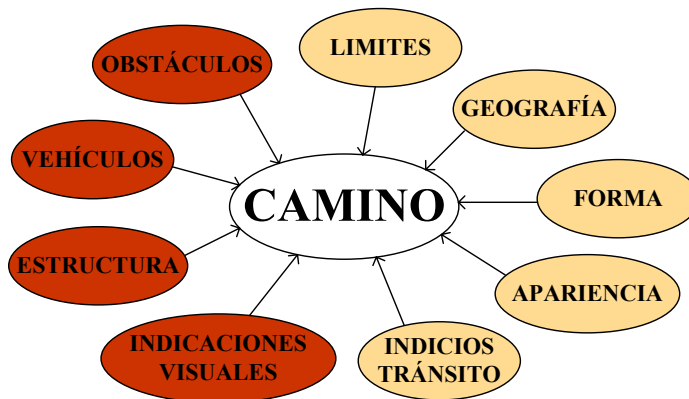 LIMITES
OBSTÁCULOS
GEOGRAFÍA
VEHÍCULOS
CAMINO
FORMA
ESTRUCTURA
APARIENCIA
INDICACIONES
VISUALES
INDICIOS
TRÁNSITO